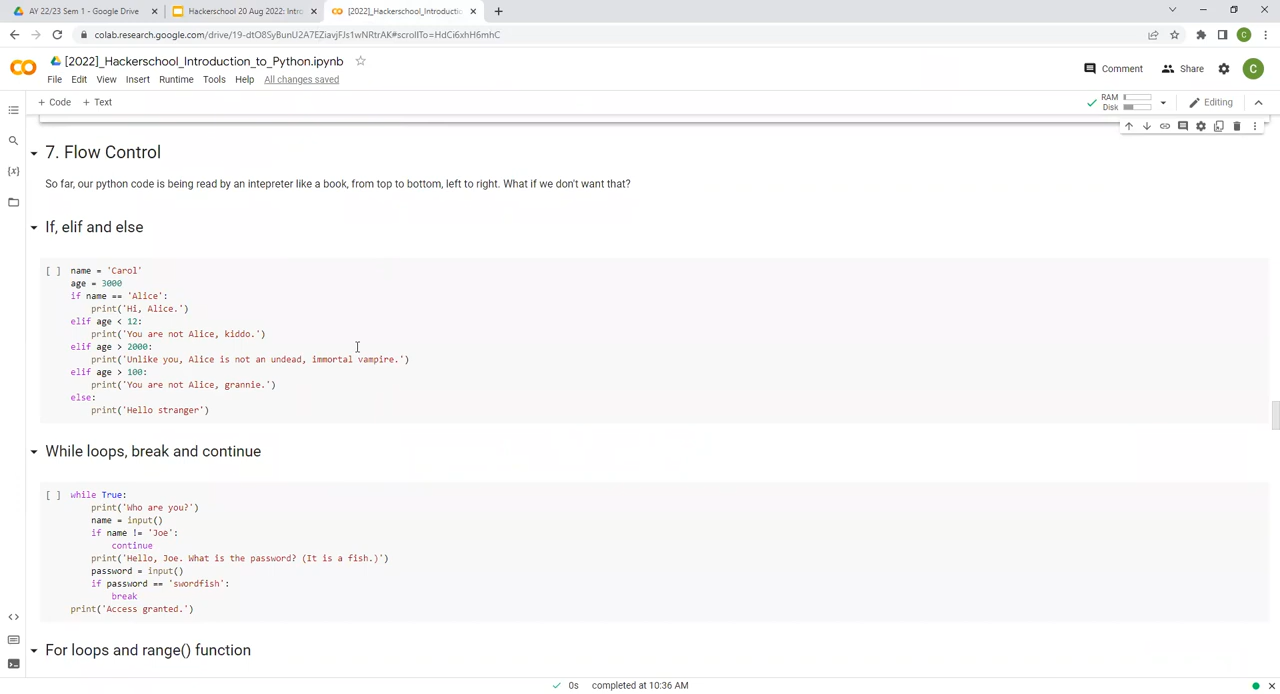 AY 22/23 Sem 1 - Google Drive
Hackerschool 20 Aug 2022: Intro
[2022]_Hackerschool_Introductio
colab.research.google.com/drive/19-dtO8SyBunU2A7EZiavjFJs1wNRtrAK#scrollTo=HdCi6xhH6mhC
C
[2022]_Hackerschool_Introduction_to_Python.ipynb
File Edit View Insert Runtime Tools Help All changes saved
Comment Share C
+ Code + Text
RAM
Disk
Editing
7. Flow Control
So far, our python code is being read by an intepreter like a book, from top to bottom, left to right. What if we don't want that?
If, elif and else
[ ] name = 'Carol'
age = 3000
if name == 'Alice':
print('Hi, Alice.')
elif age < 12:
print('You are not Alice, kiddo.')
elif age > 2000:
print('Unlike you, Alice is not an undead, immortal vampire.')
elif age > 100:
print('You are not Alice, grannie.')
else:
print('Hello stranger')
While loops, break and continue
[ ] while True:
print('Who are you?')
name = input()
if name != 'Joe':
continue
print('Hello, Joe. What is the password? (It is a fish.)')
password = input()
if password == 'swordfish':
break
print('Access granted.')
For loops and range() function
0s completed at 10:36 AM